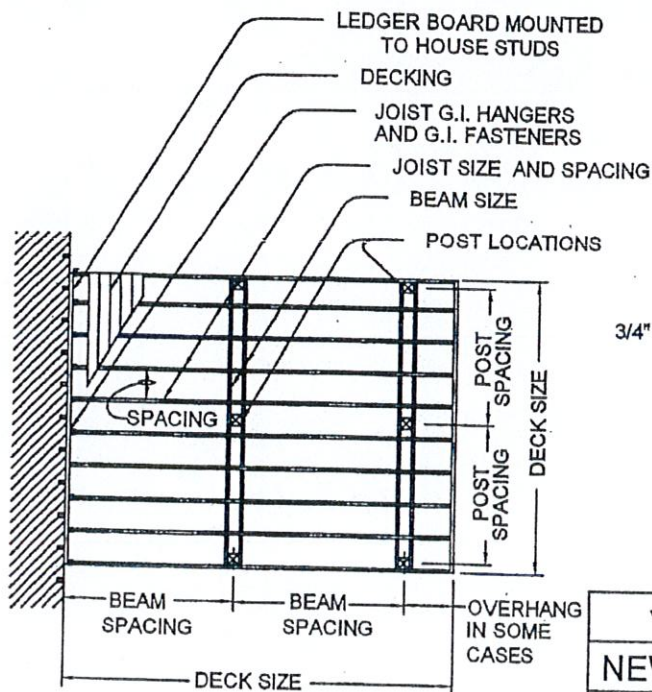 LEDGER BOARD MOUNTED
TO HOUSE STUDS
DECKING
JOIST G.I. HANGERS
AND G.I. FASTENERS
JOIST SIZE AND SPACING
BEAM SIZE
POST LOCATIONS
3/4"
SPACING
POST
SPACING
POST
SPACING
DECK SIZE
BEAM
SPACING
BEAM
SPACING
OVERHANG
IN SOME
CASES
DECK SIZE
NEW